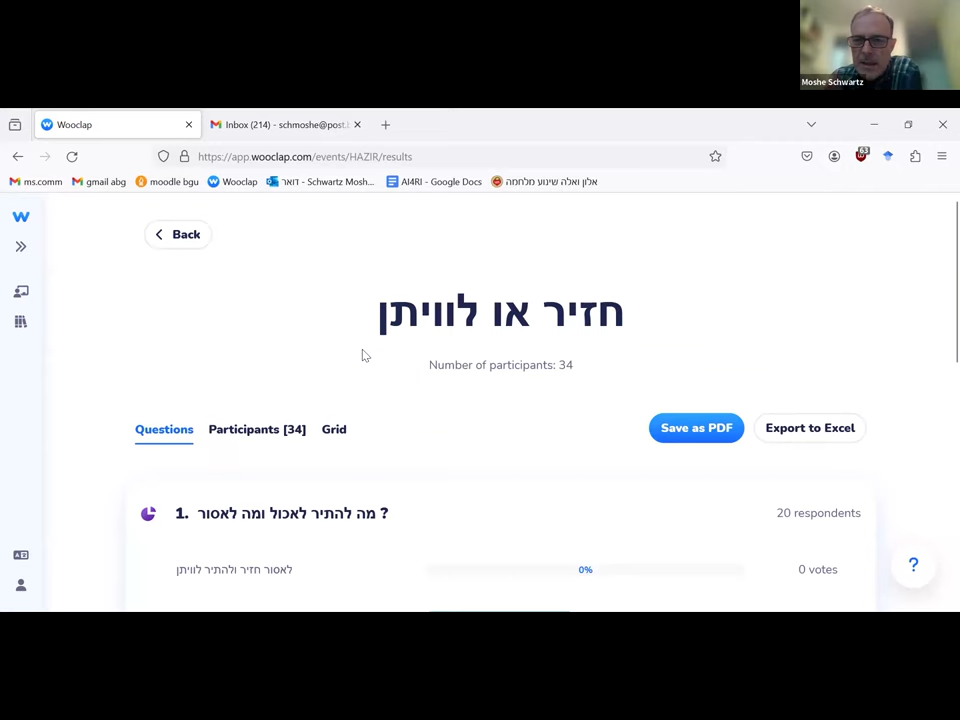 Moshe Schwartz
Wooclap
Inbox (214) - schmoshe@post.
https://app.wooclap.com/events/HAZIR/results
63
ms.comm
gmail abg
moodle bgu
Wooclap
דואר - Schwartz Mosh...
AI4RI - Google Docs
אלון ואלה שינוע מלחמה
Back
חזיר או לוויתן
Number of participants: 34
Questions
Participants [34]
Grid
Save as PDF
Export to Excel
1. מה להתיר לאכול ומה לאסור ?
20 respondents
לאסור חזיר ולהתיר לוויתן
0%
0 votes
?